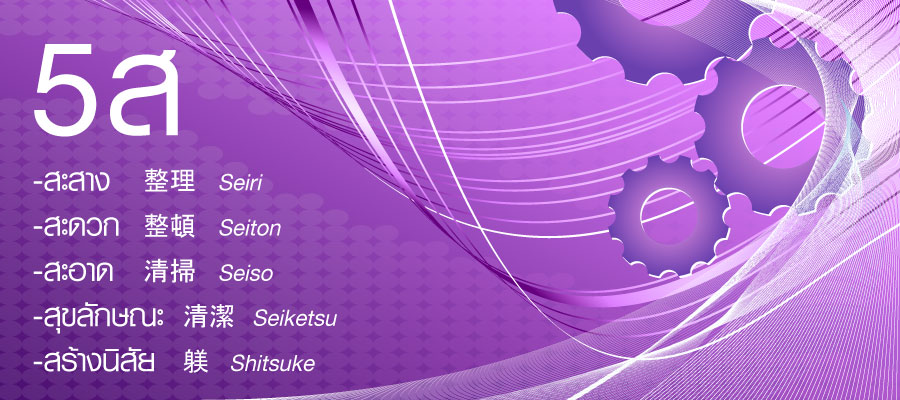 5ส
-สะสาง 整理 Seiri
-สะดวก 整頓 Seiton
-สะอาด 清掃 Seiso
-สุขลักษณะ 清潔 Seiketsu
-สร้างนิสัย 躾 Shitsuke